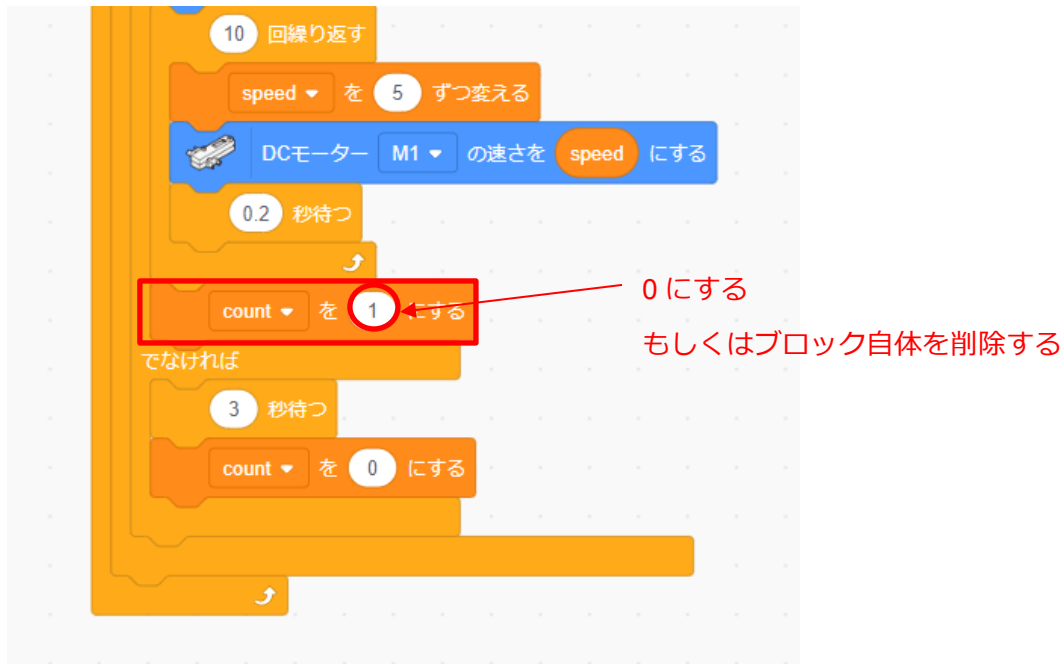 10 回繰り返す
speed を 5 ずつ変える
DCモーター M1 の速さを speed にする
0.2 秒待つ
count を 1 にする
0 にする
もしくはブロック自体を削除する
でなければ
3 秒待つ
count を 0 にする